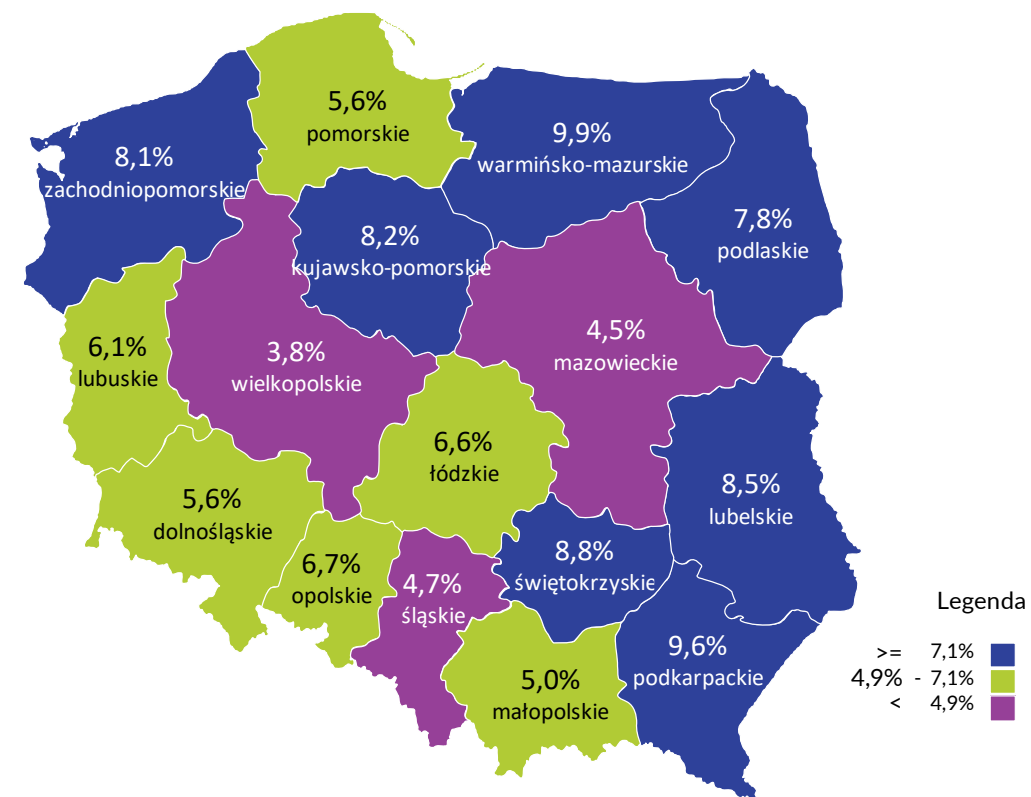 5,6%
pomorskie
9,9%
warmińsko-mazurskie
8,1%
zachodniopomorskie
7,8%
podlaskie
8,2%
kujawsko-pomorskie
4,5%
mazowieckie
6,1%
lubuskie
3,8%
wielkopolskie
6,6%
łódzkie
8,5%
lubelskie
5,6%
dolnośląskie
6,7%
opolskie
4,7%
śląskie
8,8%
świętokrzyskie
9,6%
podkarpackie
5,0%
małopolskie
Legenda
>= 7,1%
4,9% - 7,1%
< 4,9%